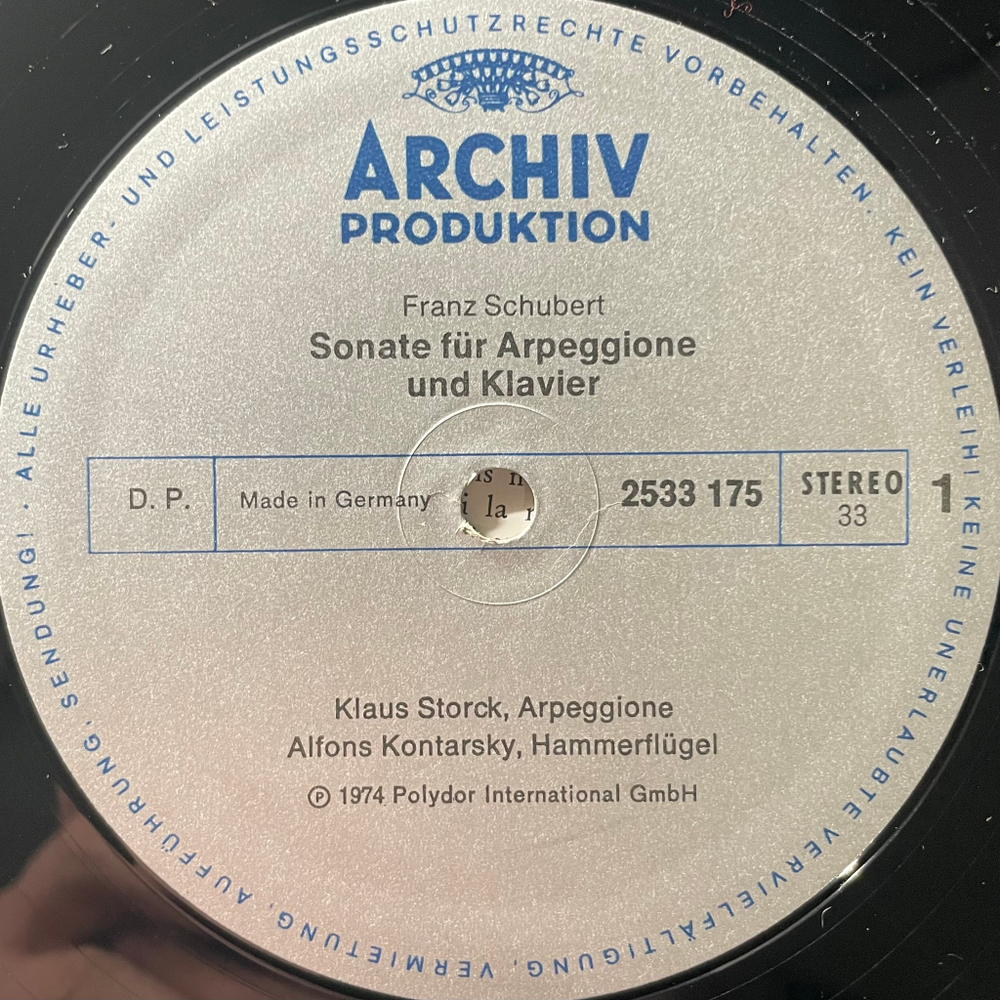 ALLE URHEBER- UND LEISTUNGSSCHUTZRECHTE VORBEHALTEN. KEIN VERLEIH! KEINE UNERLAUBTE VERVIELFÄLTIGUNG, VERMIETUNG, AUFFÜHRUNG, SENDUNG! ·
ARCHIV
PRODUKTION
Franz Schubert
Sonate für Arpeggione
und Klavier
D. P.
Made in Germany
la
2533 175
STEREO
33
1
Klaus Storck, Arpeggione
Alfons Kontarsky, Hammerflügel
℗ 1974 Polydor International GmbH